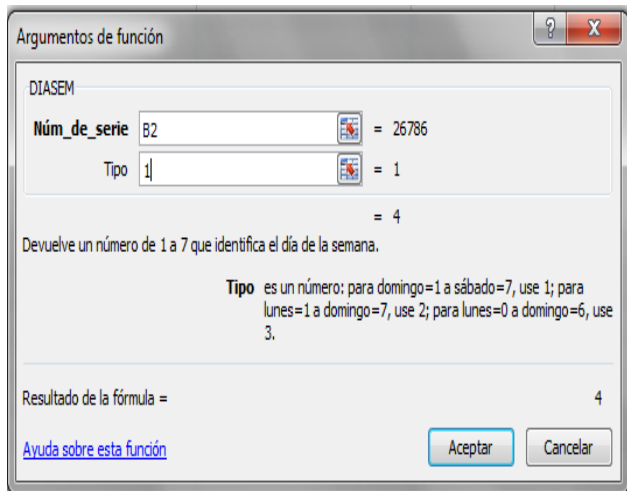 Argumentos de función
DIASEM
Núm_de_serie B2 = 26786
Tipo 1 = 1
= 4
Devuelve un número de 1 a 7 que identifica el día de la semana.
Tipo es un número: para domingo=1 a sábado=7, use 1; para
lunes=1 a domingo=7, use 2; para lunes=0 a domingo=6, use
3.
Resultado de la fórmula = 4
Ayuda sobre esta función Aceptar Cancelar